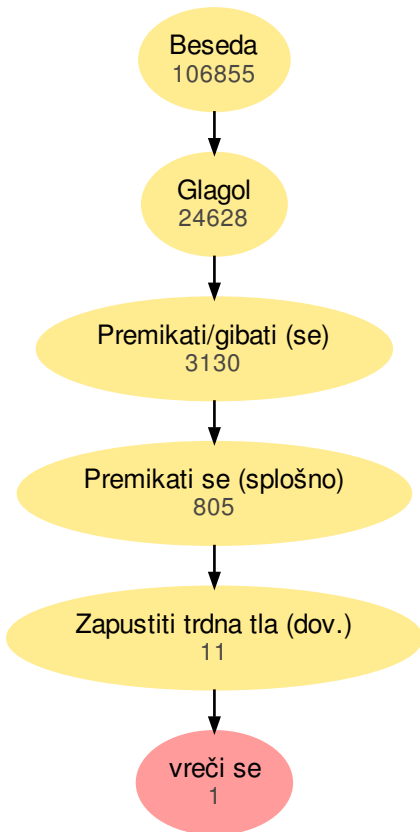 Beseda
106855
Glagol
24628
Premikati/gibati (se)
3130
Premikati se (splošno)
805
Zapustiti trdna tla (dov.)
11
vreči se
1